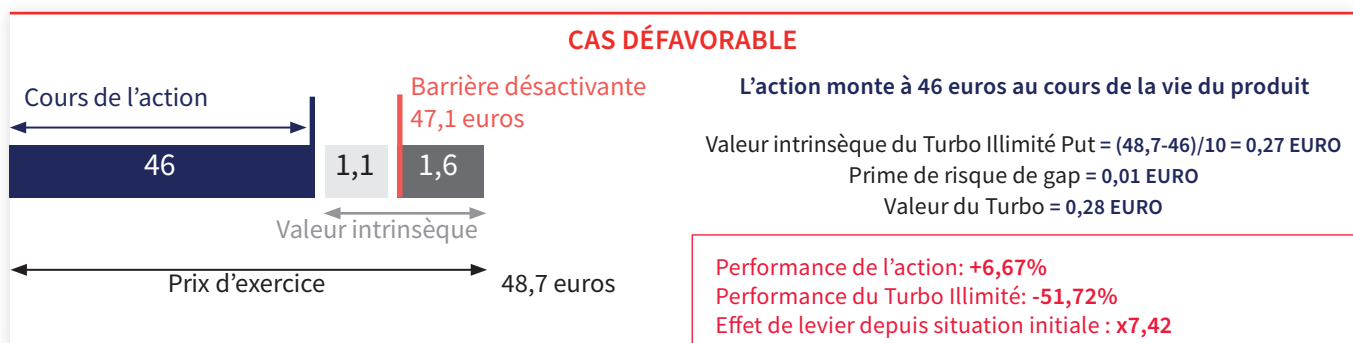 CAS DÉFAVORABLE
Cours de l’action
Barrière désactivante
47,1 euros
46
1,1
1,6
Valeur intrinsèque
Prix d’exercice
48,7 euros
L’action monte à 46 euros au cours de la vie du produit
Valeur intrinsèque du Turbo Illimité Put = (48,7-46)/10 = 0,27 EURO
Prime de risque de gap = 0,01 EURO
Valeur du Turbo = 0,28 EURO
Performance de l’action: +6,67%
Performance du Turbo Illimité: -51,72%
Effet de levier depuis situation initiale : x7,42